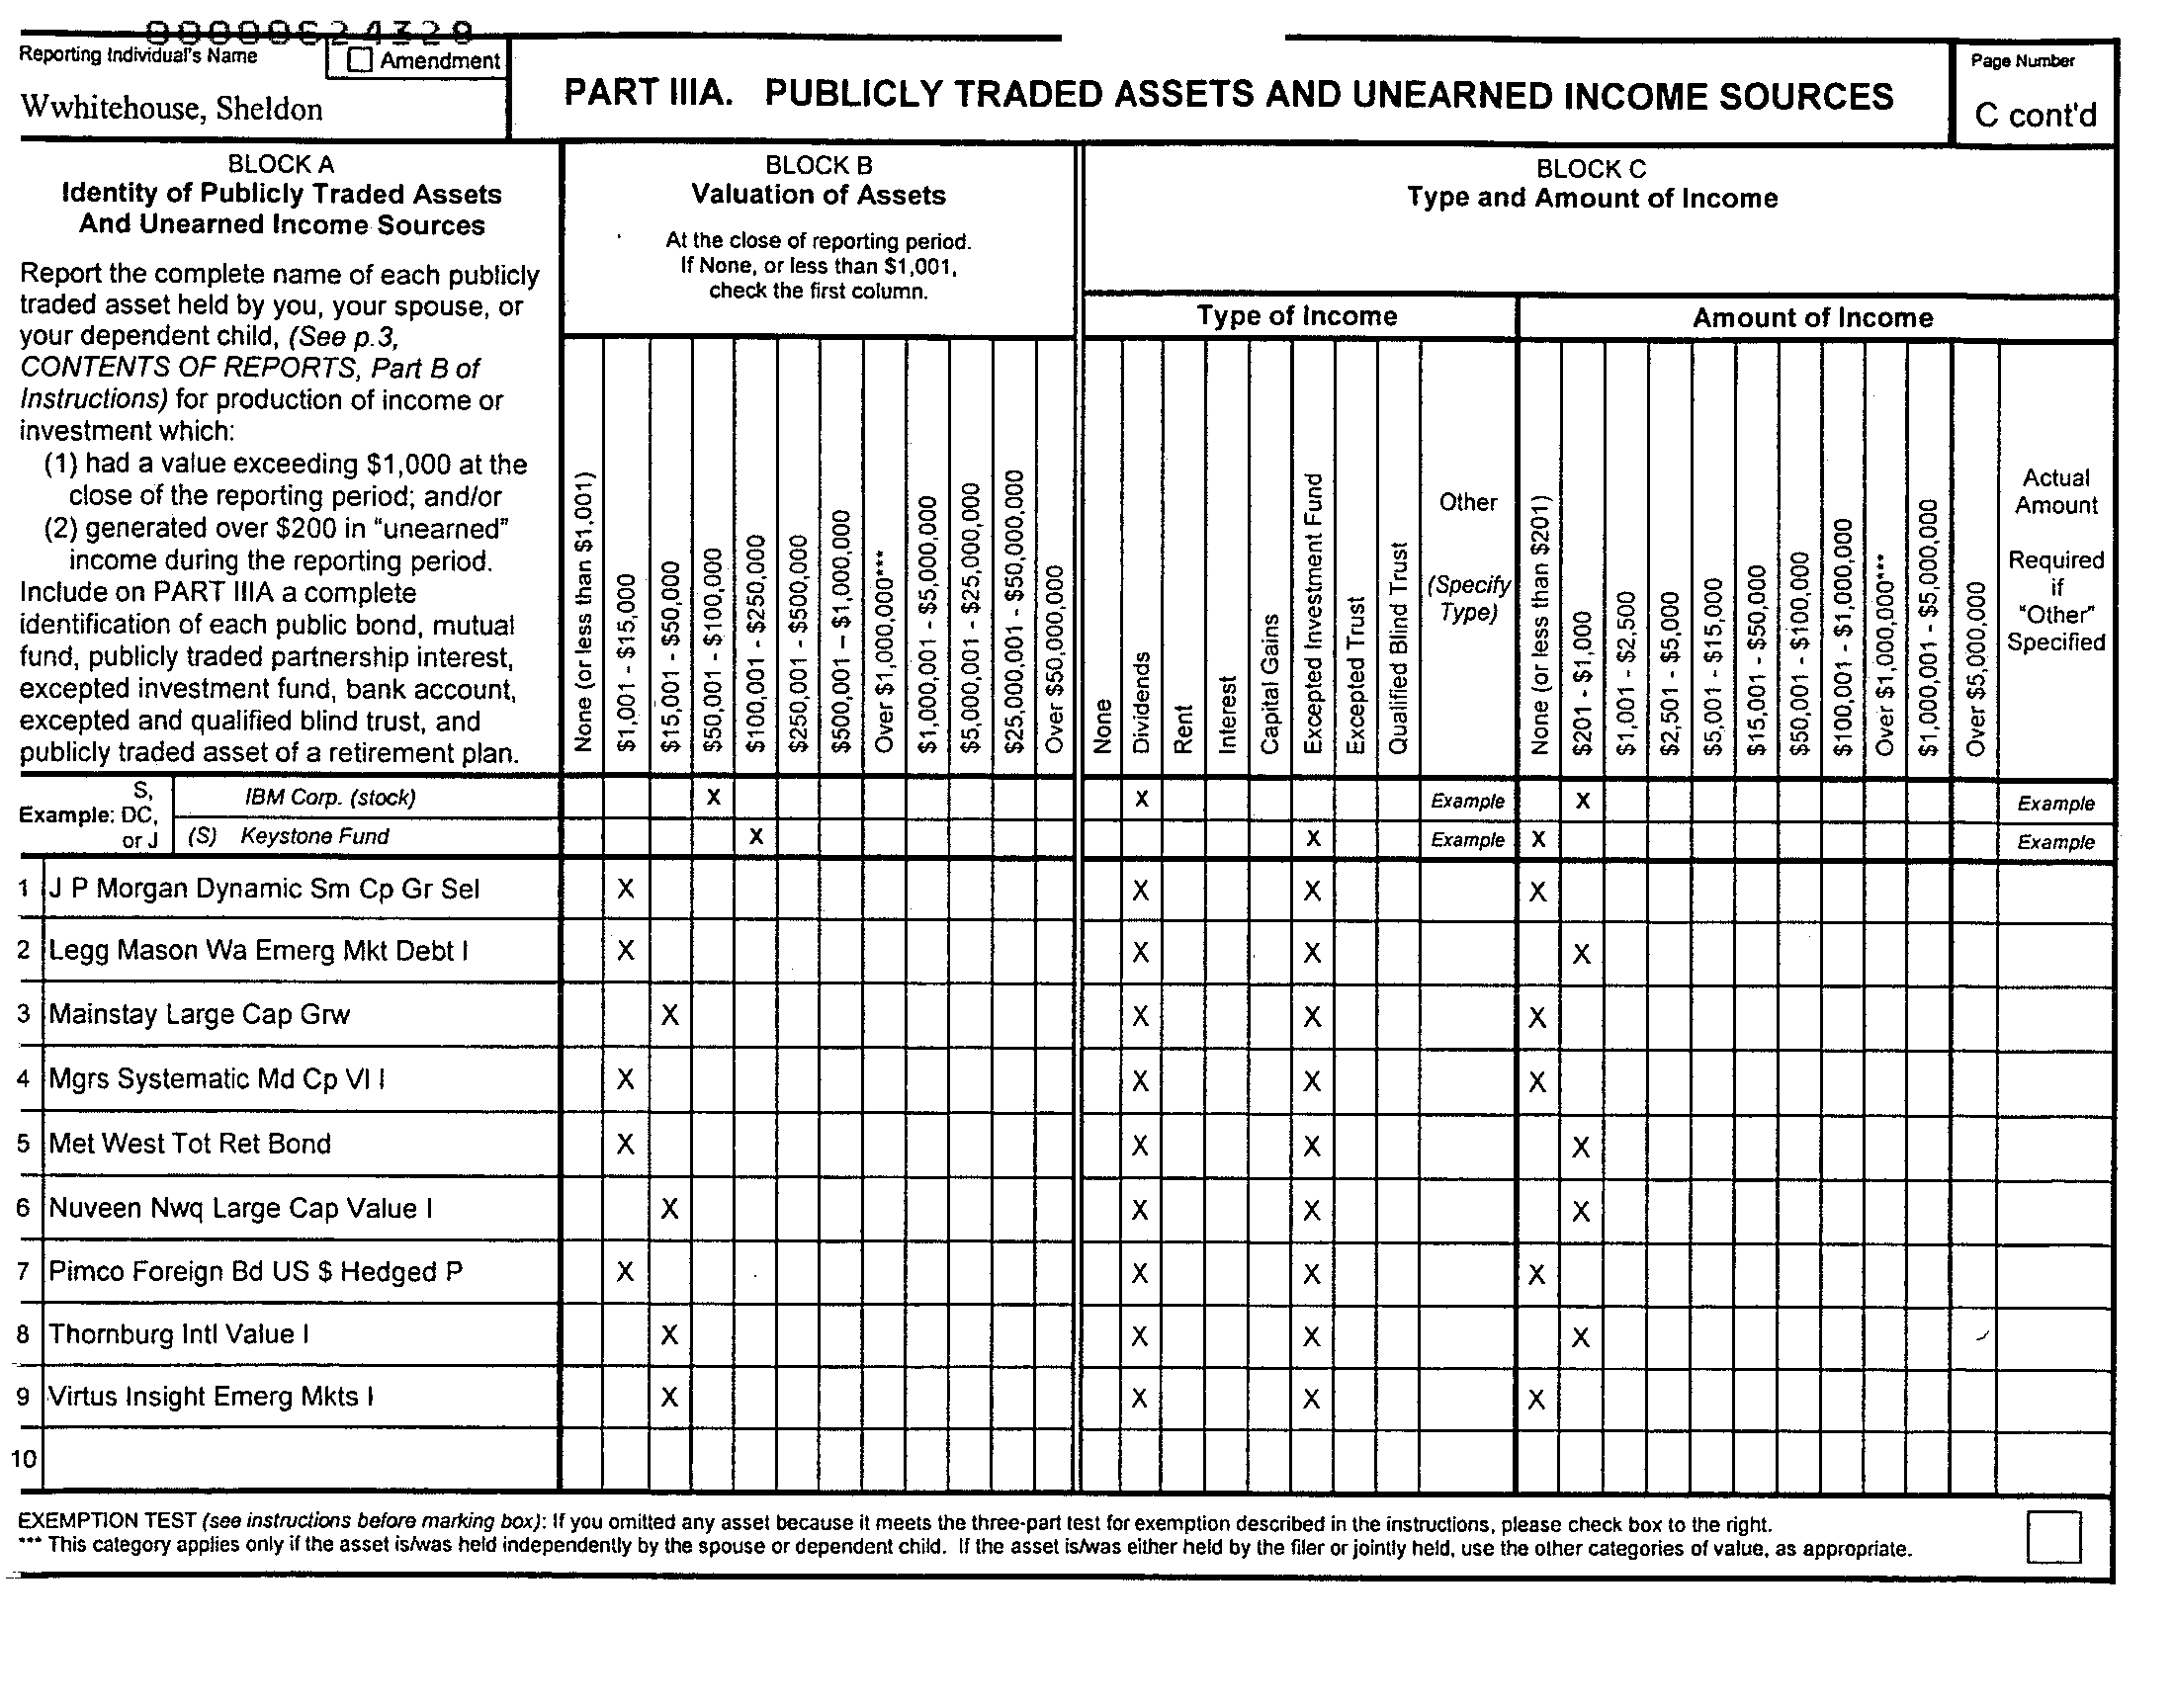 00000624320
Reporting Individual's Name
Amendment
Wwhitehouse, Sheldon
PART IIIA. PUBLICLY TRADED ASSETS AND UNEARNED INCOME SOURCES
Page Number
C cont'd
BLOCK A
Identity of Publicly Traded Assets
And Unearned Income Sources
Report the complete name of each publicly
traded asset held by you, your spouse, or
your dependent child, (See p.3,
CONTENTS OF REPORTS, Part B of
Instructions) for production of income or
investment which:
(1) had a value exceeding $1,000 at the
close of the reporting period; and/or
(2) generated over $200 in "unearned"
income during the reporting period.
Include on PART IIIA a complete
identification of each public bond, mutual
fund, publicly traded partnership interest,
excepted investment fund, bank account,
excepted and qualified blind trust, and
publicly traded asset of a retirement plan.
BLOCK B
Valuation of Assets
At the close of reporting period.
If None, or less than $1,001,
check the first column.
None (or less than $1,001)
$1,001 - $15,000
$15,001 - $50,000
$50,001 - $100,000
$100,001 - $250,000
$250,001 - $500,000
$500,001 – $1,000,000
Over $1,000,000***
$1,000,001 - $5,000,000
$5,000,001 - $25,000,000
$25,000,001 - $50,000,000
Over $50,000,000
BLOCK C
Type and Amount of Income
Type of Income
None
Dividends
Rent
Interest
Capital Gains
Excepted Investment Fund
Excepted Trust
Qualified Blind Trust
Other
(Specify
Type)
Amount of Income
None (or less than $201)
$201 - $1,000
$1,001 - $2,500
$2,501 - $5,000
$5,001 - $15,000
$15,001 - $50,000
$50,001 - $100,000
$100,001 - $1,000,000
Over $1,000,000***
$1,000,001 - $5,000,000
Over $5,000,000
Actual
Amount
Required
if
"Other"
Specified
Example: S, DC, or J
IBM Corp. (stock) X X Example X Example
(S) Keystone Fund X X Example X Example
1 J P Morgan Dynamic Sm Cp Gr Sel X X X X
2 Legg Mason Wa Emerg Mkt Debt I X X X X
3 Mainstay Large Cap Grw X X X X
4 Mgrs Systematic Md Cp Vl I X X X X
5 Met West Tot Ret Bond X X X X
6 Nuveen Nwq Large Cap Value I X X X X
7 Pimco Foreign Bd US $ Hedged P X X X X
8 Thornburg Intl Value I X X X X
9 Virtus Insight Emerg Mkts I X X X X
10
EXEMPTION TEST (see instructions before marking box): If you omitted any asset because it meets the three-part test for exemption described in the instructions, please check box to the right.
*** This category applies only if the asset is/was held independently by the spouse or dependent child. If the asset is/was either held by the filer or jointly held, use the other categories of value, as appropriate.